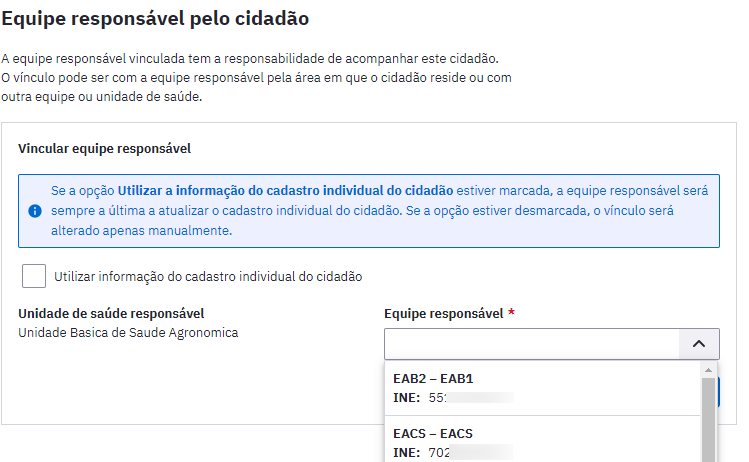 Equipe responsável pelo cidadão
A equipe responsável vinculada tem a responsabilidade de acompanhar este cidadão.
O vínculo pode ser com a equipe responsável pela área em que o cidadão reside ou com
outra equipe ou unidade de saúde.
Vincular equipe responsável
Se a opção Utilizar a informação do cadastro individual do cidadão estiver marcada, a equipe responsável será
sempre a última a atualizar o cadastro individual do cidadão. Se a opção estiver desmarcada, o vínculo será
alterado apenas manualmente.
Utilizar informação do cadastro individual do cidadão
Unidade de saúde responsável
Unidade Basica de Saude Agronomica
Equipe responsável *
EAB2 – EAB1
INE:
EACS – EACS
INE: 702